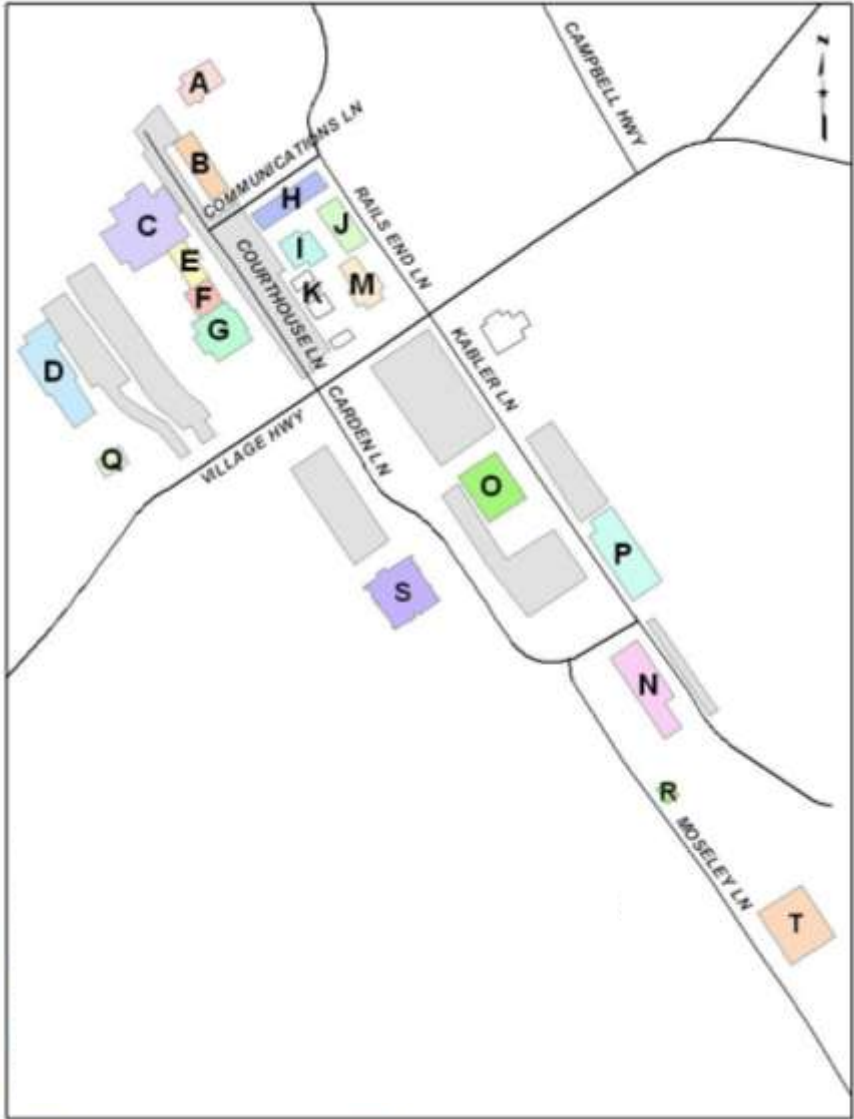 N
CAMPBELL HWY
A
COMMUNICATIONS LN
B
H
RAILS END LN
C
J
I
E
COURTHOUSE LN
K
M
F
G
D
KABLER LN
CARDEN LN
VILLAGE HWY
Q
O
P
S
N
R
MOSELEY LN
T